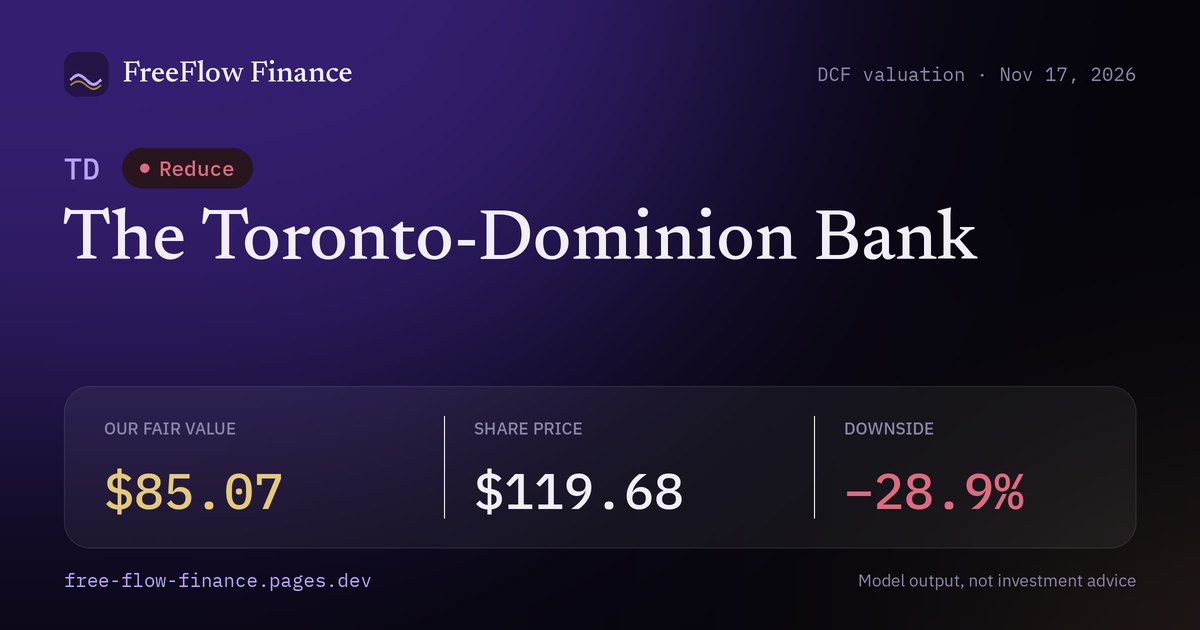 FreeFlow Finance
DCF valuation · Nov 17, 2026
TD
Reduce
The Toronto-Dominion Bank
OUR FAIR VALUE
$85.07
SHARE PRICE
$119.68
DOWNSIDE
−28.9%
free-flow-finance.pages.dev
Model output, not investment advice